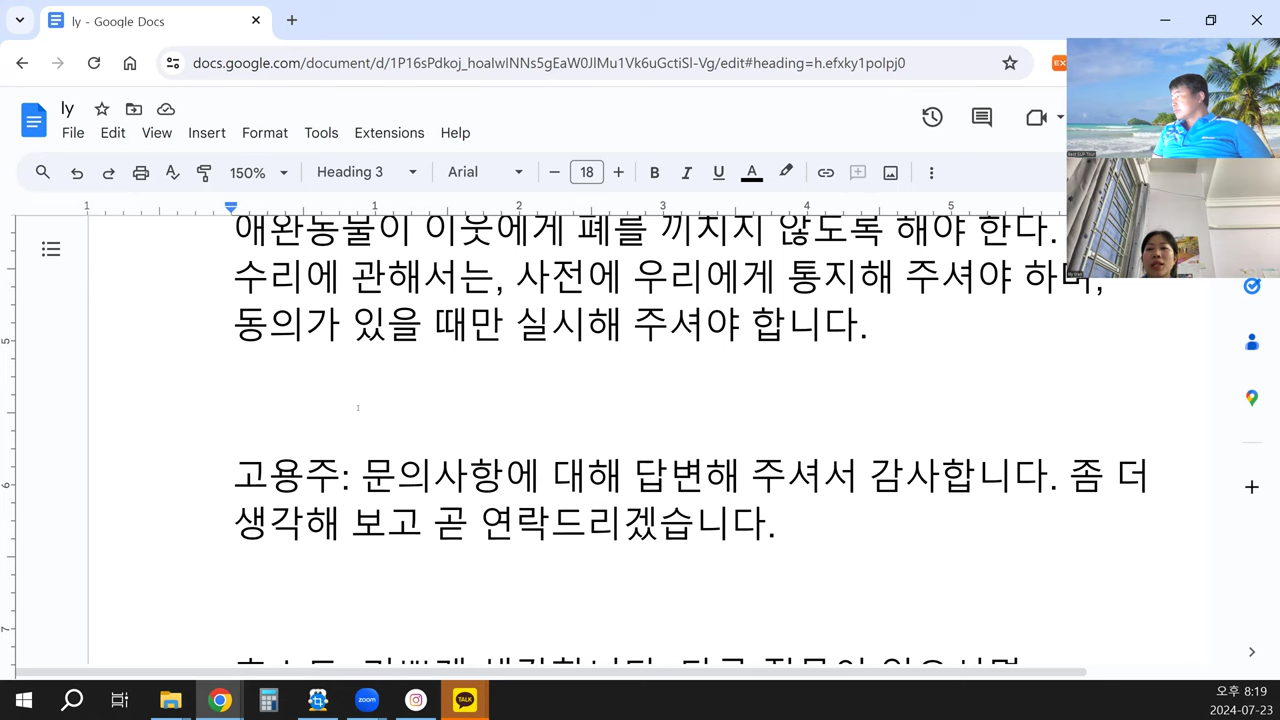 ly - Google Docs
docs.google.com/document/d/1P16sPdkoj_hoaIwINNs5gEaW0JlMu1Vk6uGctiSI-Vg/edit#heading=h.efxky1poIpj0
ly
File Edit View Insert Format Tools Extensions Help
150% Heading 3 Arial 18
애완동물이 이웃에게 폐를 끼치지 않도록 해야 한다.
수리에 관해서는, 사전에 우리에게 통지해 주셔야 하며,
동의가 있을 때만 실시해 주셔야 합니다.
고용주: 문의사항에 대해 답변해 주셔서 감사합니다. 좀 더
생각해 보고 곧 연락드리겠습니다.
TALK
zoom
오후 8:19
2024-07-23